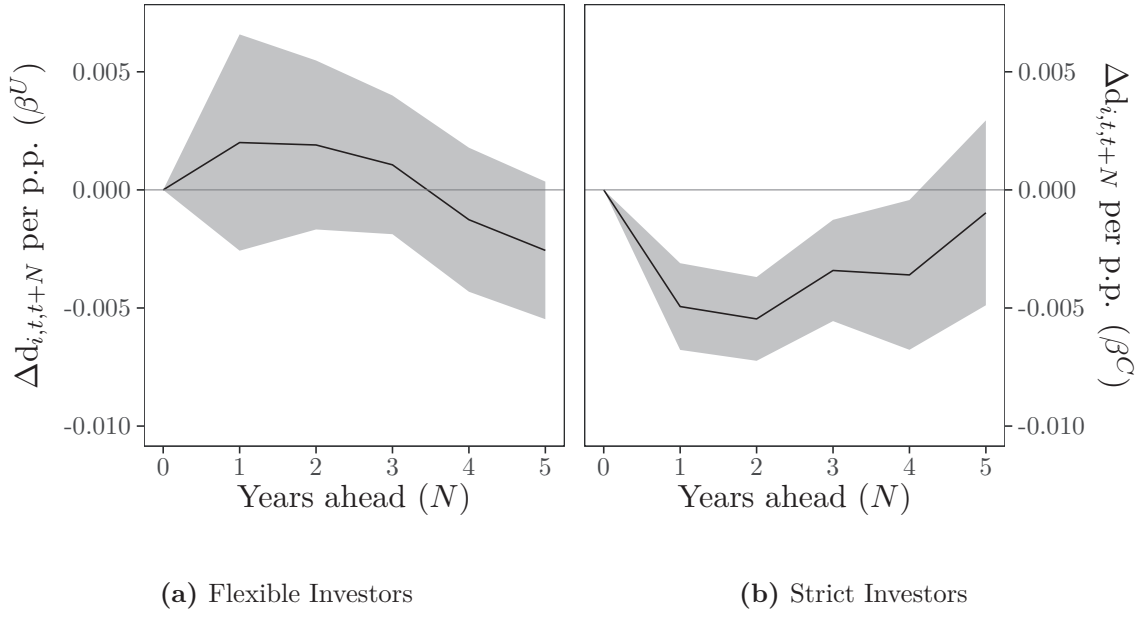 Δd_{i,t,t+N} per p.p. (β^U)
0.005
0.000
-0.005
-0.010
0 1 2 3 4 5
Years ahead (N)
(a) Flexible Investors
0.005
0.000
-0.005
-0.010
Δd_{i,t,t+N} per p.p. (β^C)
0 1 2 3 4 5
Years ahead (N)
(b) Strict Investors